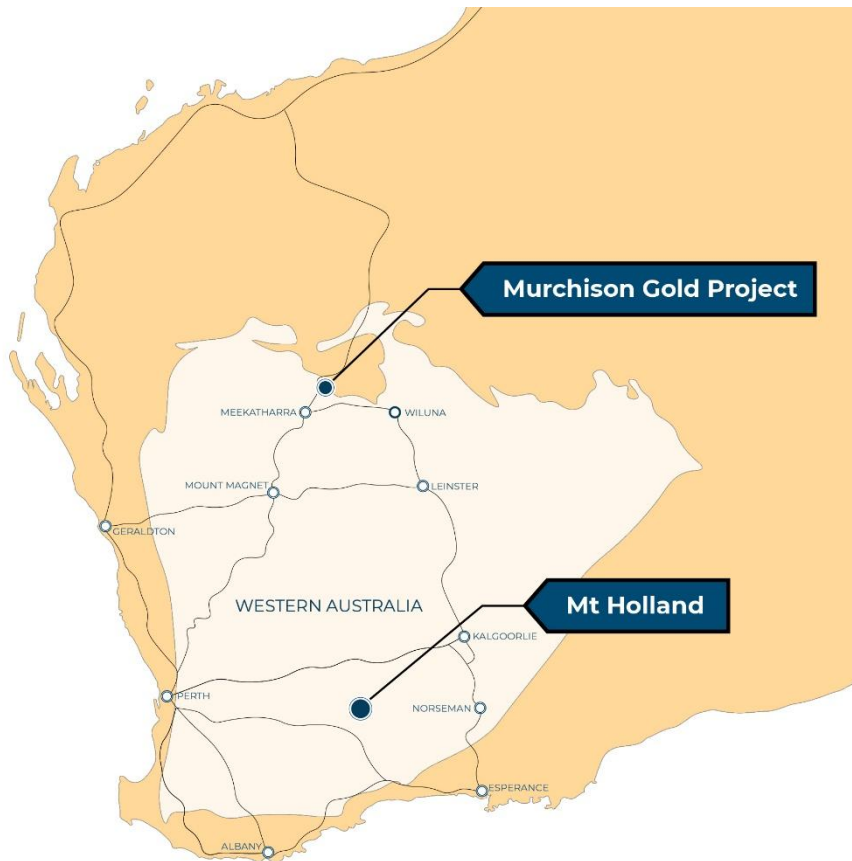 Murchison Gold Project
MEEKATHARRA
WILUNA
MOUNT MAGNET
LEINSTER
GERALDTON
WESTERN AUSTRALIA
Mt Holland
KALGOORLIE
PERTH
NORSEMAN
ESPERANCE
ALBANY